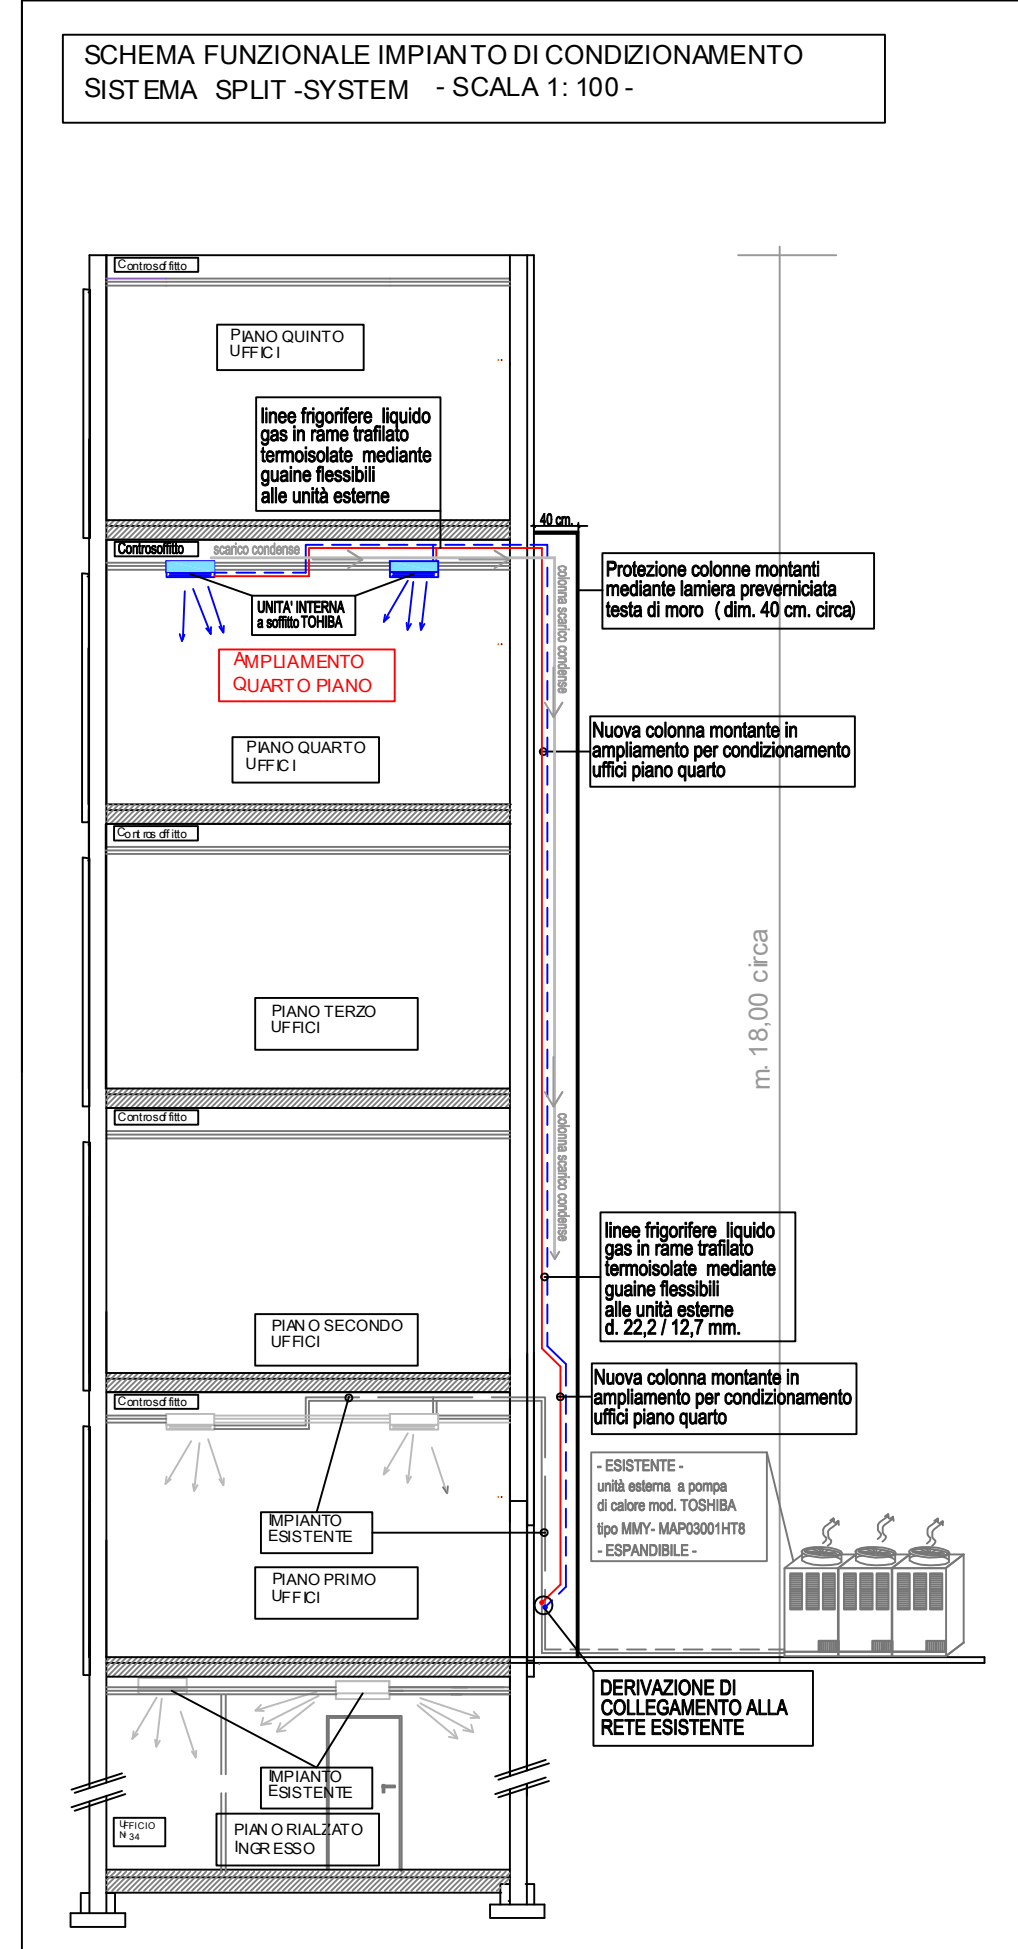 SCHEMA FUNZIONALE IMPIANTO DI CONDIZIONAMENTO
SISTEMA SPLIT-SYSTEM - SCALA 1:100 -
Controsoffitto
PIANO QUINTO
UFFICI
linee frigorifere liquido
gas in rame trafilato
termoisolate mediante
guaine flessibili
alle unità esterne
40 cm.
Controsoffitto
scarico condense
UNITA' INTERNA
a soffitto TOHIBA
colonna scarico condense
Protezione colonne montanti
mediante lamiera preverniciata
testa di moro ( dim. 40 cm. circa)
AMPLIAMENTO
QUARTO PIANO
Nuova colonna montante in
ampliamento per condizionamento
uffici piano quarto
PIANO QUARTO
UFFICI
Controsoffitto
m. 18,00 circa
PIANO TERZO
UFFICI
Controsoffitto
colonna scarico condense
linee frigorifere liquido
gas in rame trafilato
termoisolate mediante
guaine flessibili
alle unità esterne
d. 22,2 / 12,7 mm.
PIANO SECONDO
UFFICI
Nuova colonna montante in
ampliamento per condizionamento
uffici piano quarto
Controsoffitto
- ESISTENTE -
unità esterna a pompa
di calore mod. TOSHIBA
tipo MMY- MAP03001HT8
- ESPANDIBILE -
IMPIANTO
ESISTENTE
PIANO PRIMO
UFFICI
DERIVAZIONE DI
COLLEGAMENTO ALLA
RETE ESISTENTE
IMPIANTO
ESISTENTE
UFFICIO
N 34
PIANO RIALZATO
INGRESSO